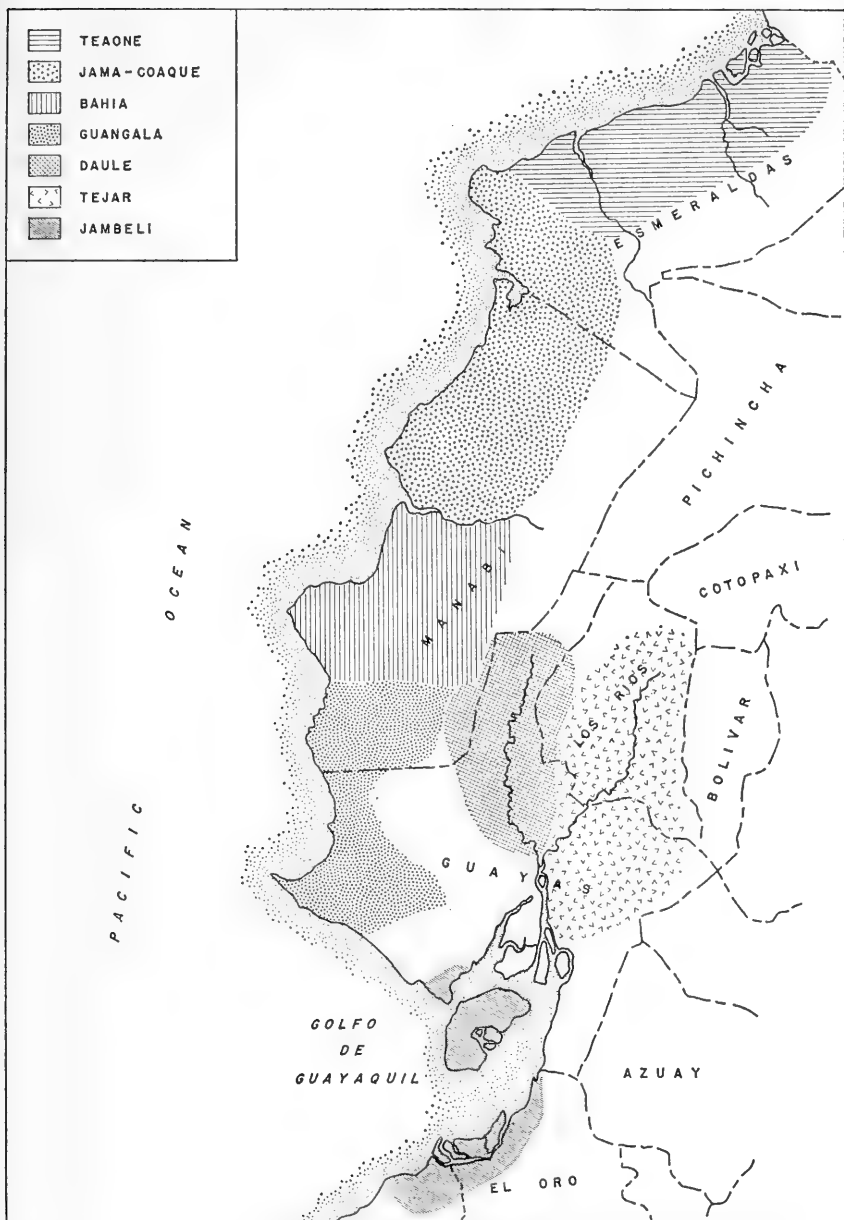 TEAONE
JAMA-COAQUE
BAHIA
GUANGALA
DAULE
TEJAR
JAMBELI
ESMERALDAS
PICHINCHA
OCEAN
MANABI
COTOPAXI
LOS RIOS
BOLIVAR
PACIFIC
GUAYAS
GOLFO
DE
GUAYAQUIL
AZUAY
EL ORO